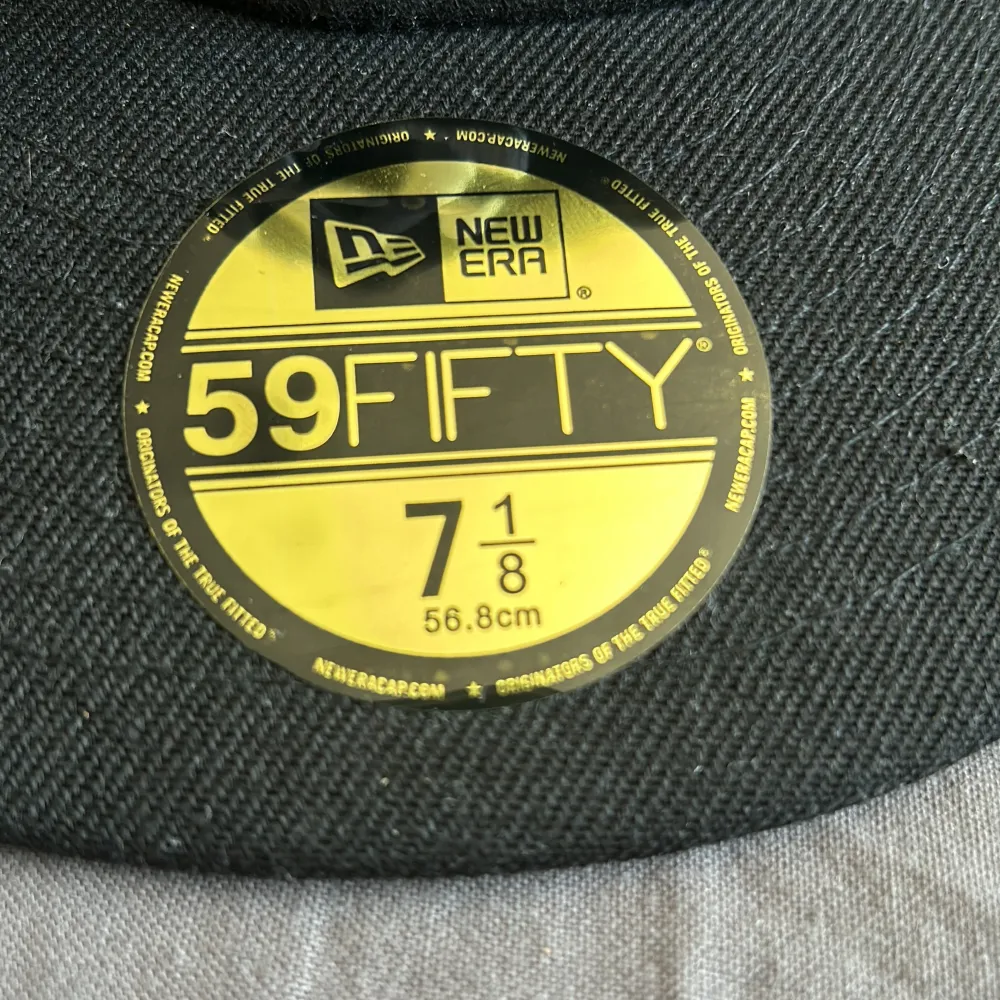 NEW
ERA
®
59FIFTY®
7 1/8
56.8cm
NEWERACAP.COM ★ ORIGINATORS OF THE TRUE FITTED®
NEWERACAP.COM ★ ORIGINATORS OF THE TRUE FITTED®
NEWERACAP.COM ★ ORIGINATORS OF THE TRUE FITTED®
NEWERACAP.COM ★ ORIGINATORS OF THE TRUE FITTED®